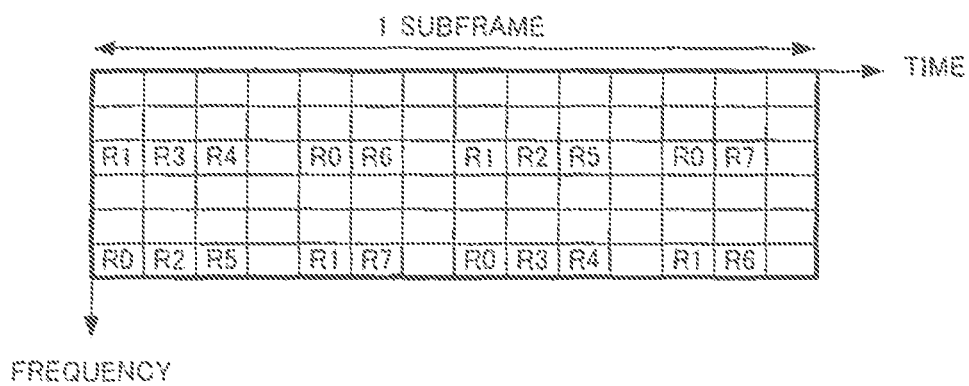 1 SUBFRAME
TIME
R1 R3 R4 R0 R6 R1 R2 R5 R0 R7
R0 R2 R5 R1 R7 R0 R3 R4 R1 R6
FREQUENCY